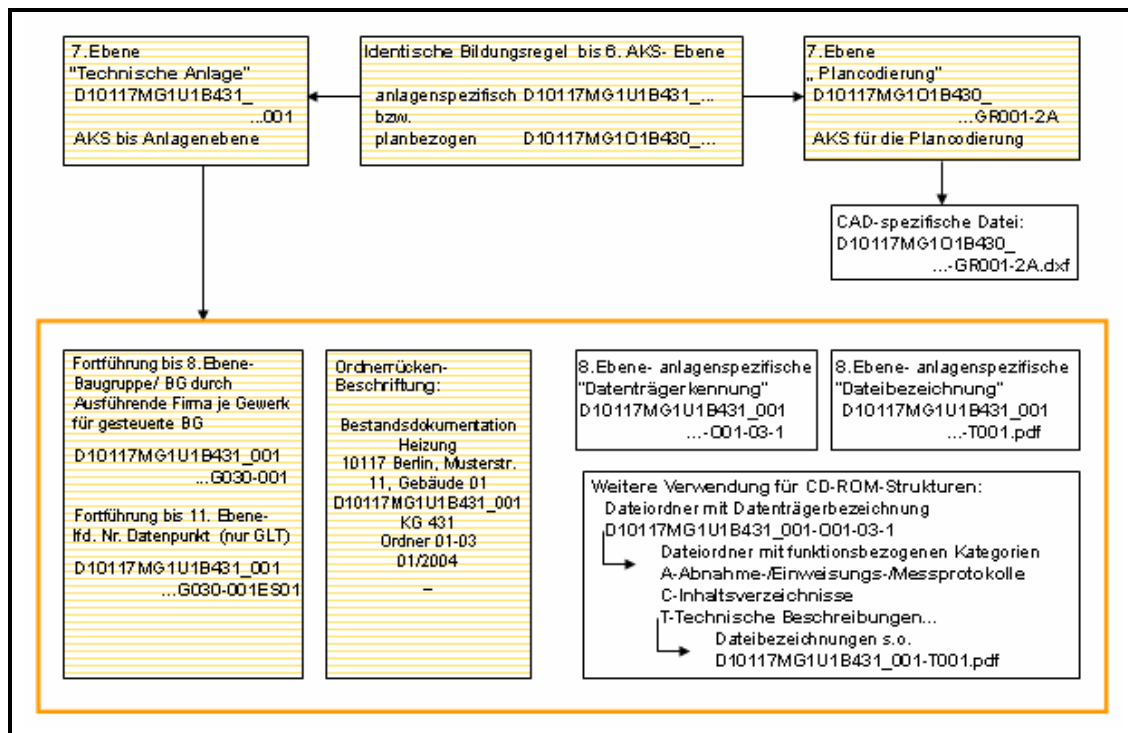 7.Ebene
"Technische Anlage"
D10117MG1U1B431_
...001
AKS bis Anlagenebene
Identische Bildungsregel bis 6. AKS- Ebene
anlagenspezifisch D10117MG1U1B431_...
bzw.
planbezogen D10117MG1O1B430_...
7.Ebene
„ Plancodierung"
D10117MG1O1B430_
...GR001-2A
AKS für die Plancodierung
CAD-spezifische Datei:
D10117MG1O1B430_
...-GR001-2A.dxf
Fortführung bis 8.Ebene-
Baugruppe/ BG durch
Ausführende Firma je Gewerk
für gesteuerte BG
D10117MG1U1B431_001
...G030-001
Fortführung bis 11. Ebene-
lfd. Nr. Datenpunkt (nur GLT)
D10117MG1U1B431_001
...G030-001ES01
Ordnerrücken-
Beschriftung:
Bestandsdokumentation
Heizung
10117 Berlin, Musterstr.
11, Gebäude 01
D10117MG1U1B431_001
KG 431
Ordner 01-03
01/2004
–
8.Ebene- anlagenspezifische
"Datenträgerkennung"
D10117MG1U1B431_001
...-O01-03-1
8.Ebene- anlagenspezifische
"Dateibezeichnung"
D10117MG1U1B431_001
...-T001.pdf
Weitere Verwendung für CD-ROM-Strukturen:
Dateiordner mit Datenträgerbezeichnung
D10117MG1U1B431_001-O01-03-1
Dateiordner mit funktionsbezogenen Kategorien
A-Abnahme-/Einweisungs-/Messprotokolle
C-Inhaltsverzeichnisse
T-Technische Beschreibungen...
Dateibezeichnungen s.o.
D10117MG1U1B431_001-T001.pdf